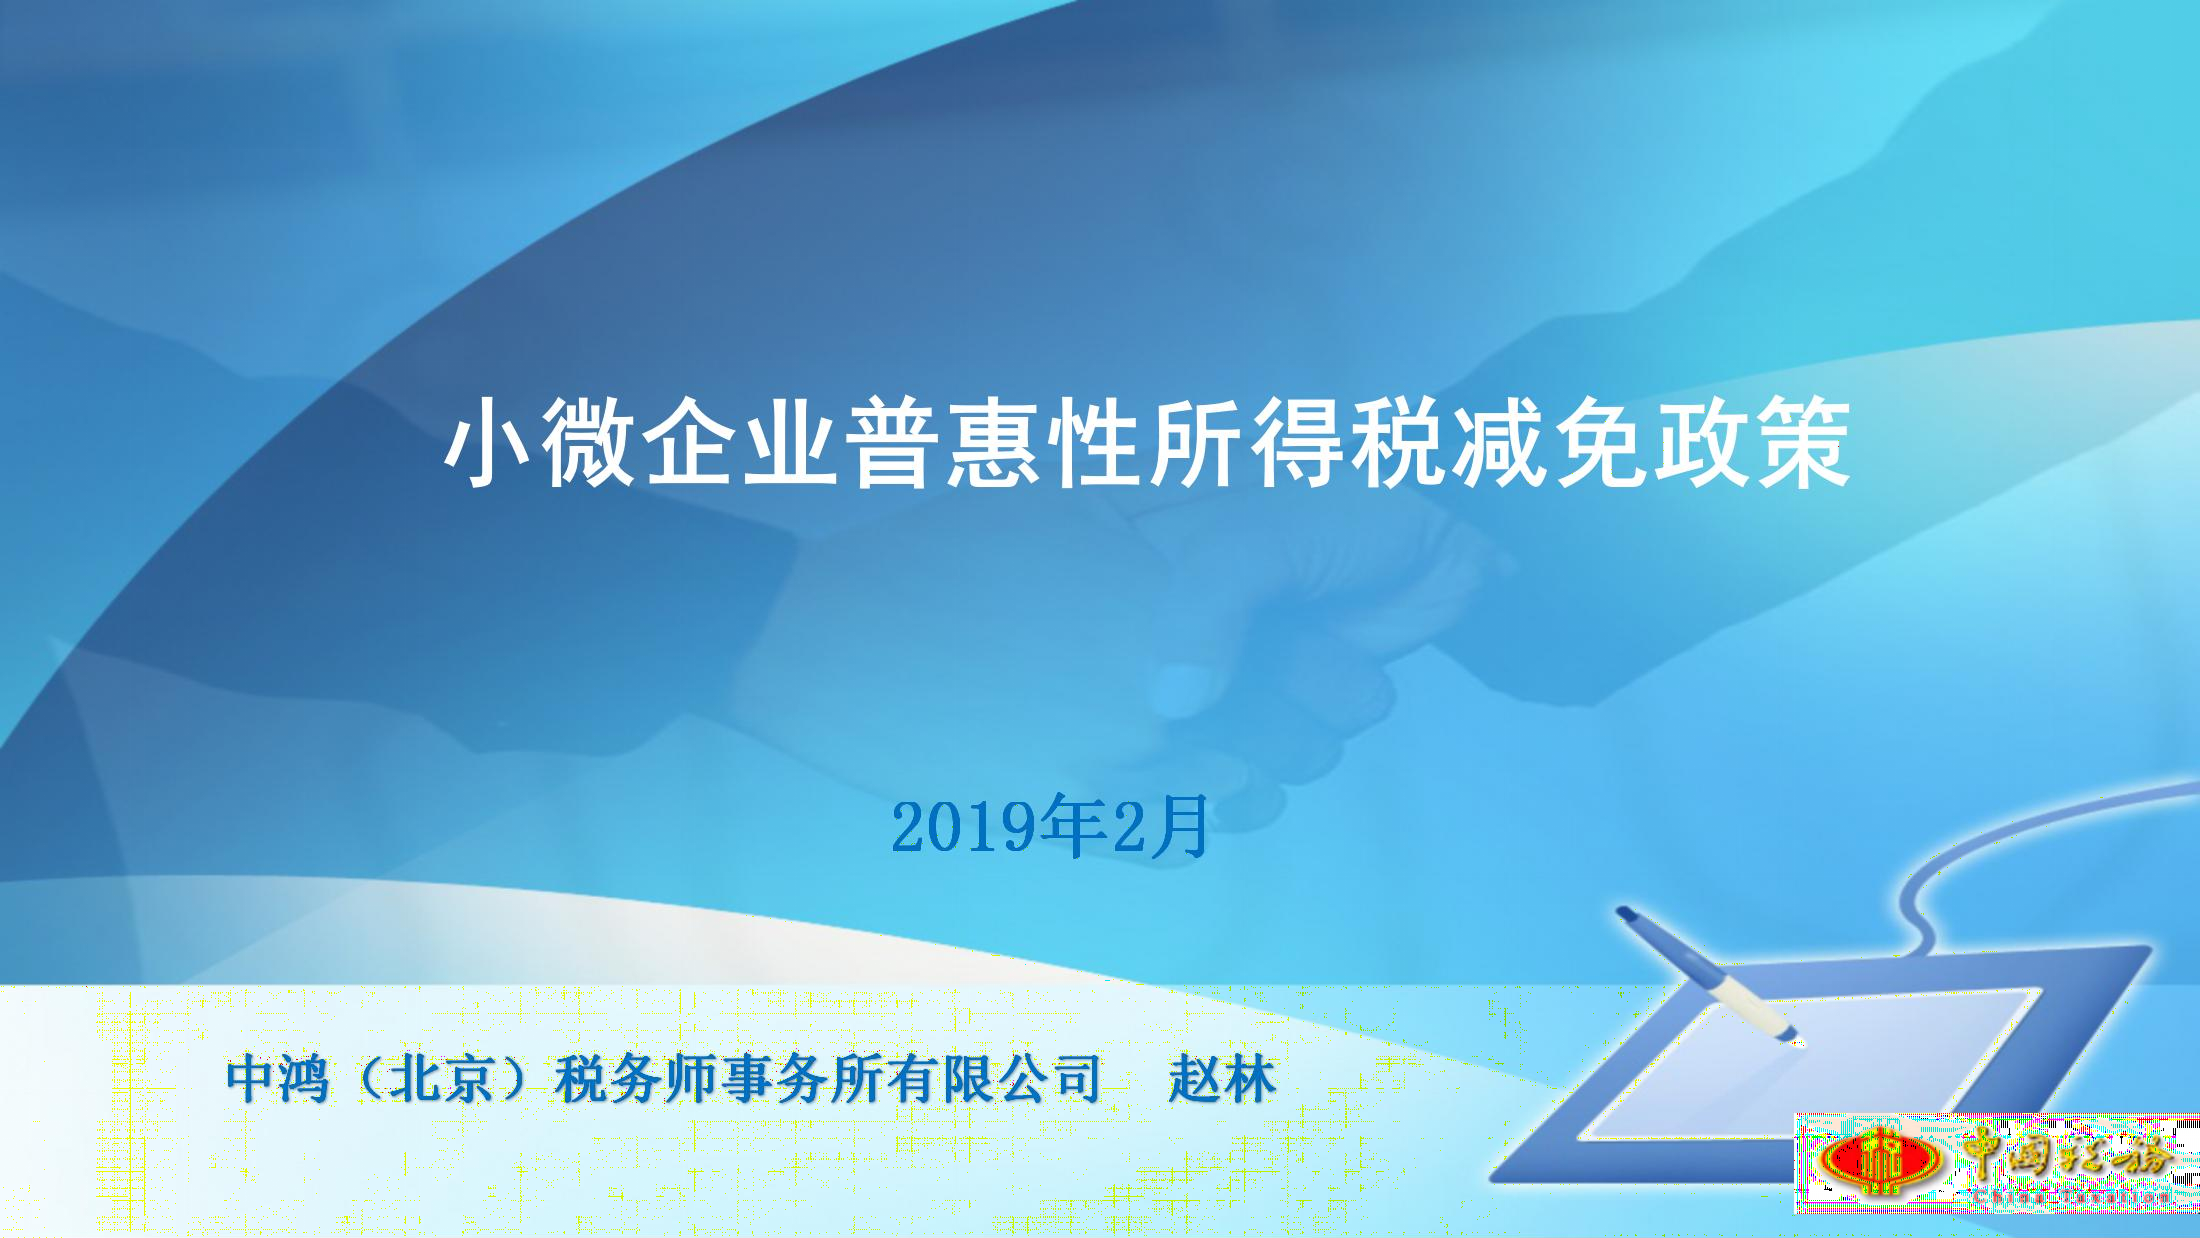 小微企业普惠性所得税减免政策
2019年2月
中鸿（北京）税务师事务所有限公司 赵林
中国税务
China Taxation